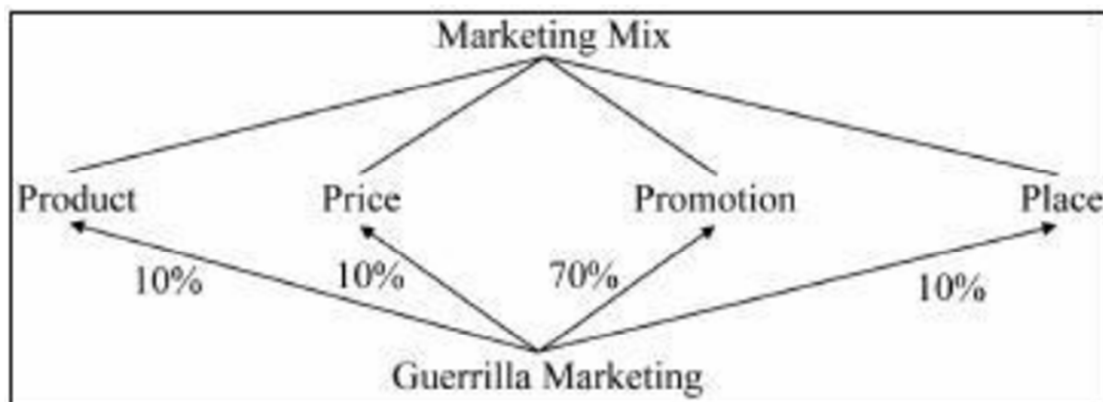 Marketing Mix
Product Price Promotion Place
10% 10% 70% 10%
Guerrilla Marketing